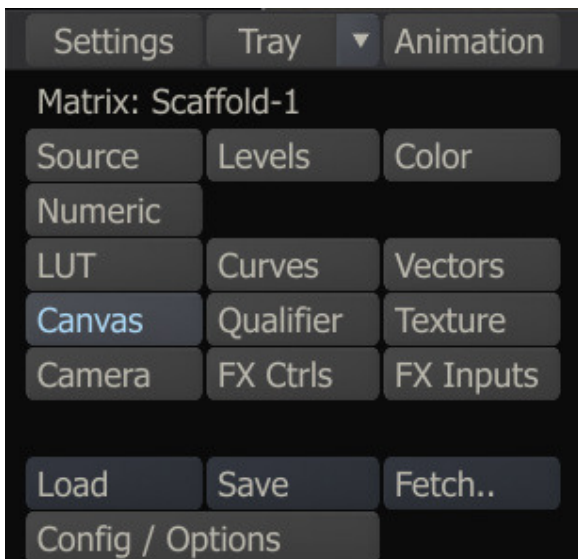 Settings Tray ▼ Animation
Matrix: Scaffold-1
Source Levels Color
Numeric
LUT Curves Vectors
Canvas Qualifier Texture
Camera FX Ctrls FX Inputs
Load Save Fetch..
Config / Options